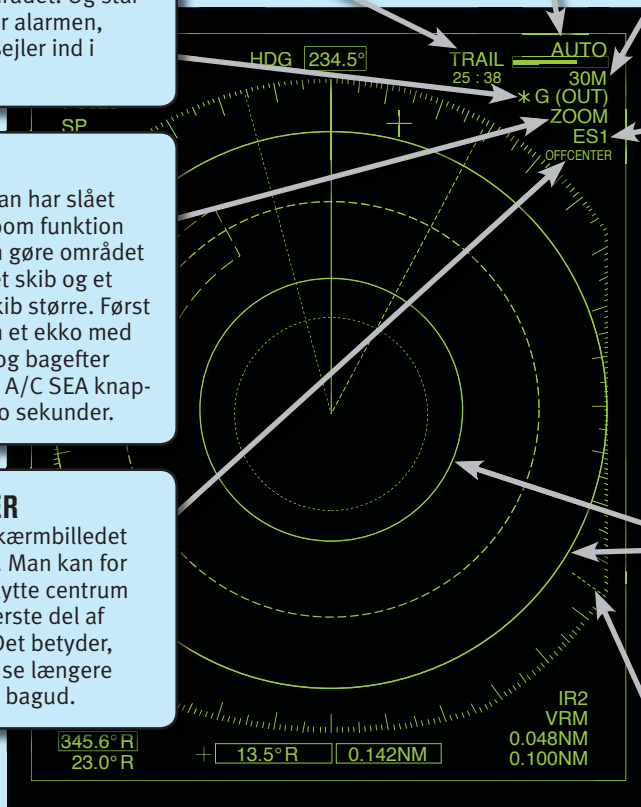 område. Og slår
r alarmen,
sejler ind i
an har slået
oom funktion
n gøre området
et skib og et
kib større. Først
n et ekko med
og bagefter
A/C SEA knap-
o sekunder.
ER
kærmbilledet
. Man kan for
ytte centrum
erste del af
Det betyder,
se længere
bagud.
HDG 234.5°
TRAIL
25 : 38
AUTO
30M
*G (OUT)
ZOOM
ES1
OFFCENTER
SP
345.6° R
23.0° R
+ 13.5° R 0.142NM
IR2
VRM
0.048NM
0.100NM